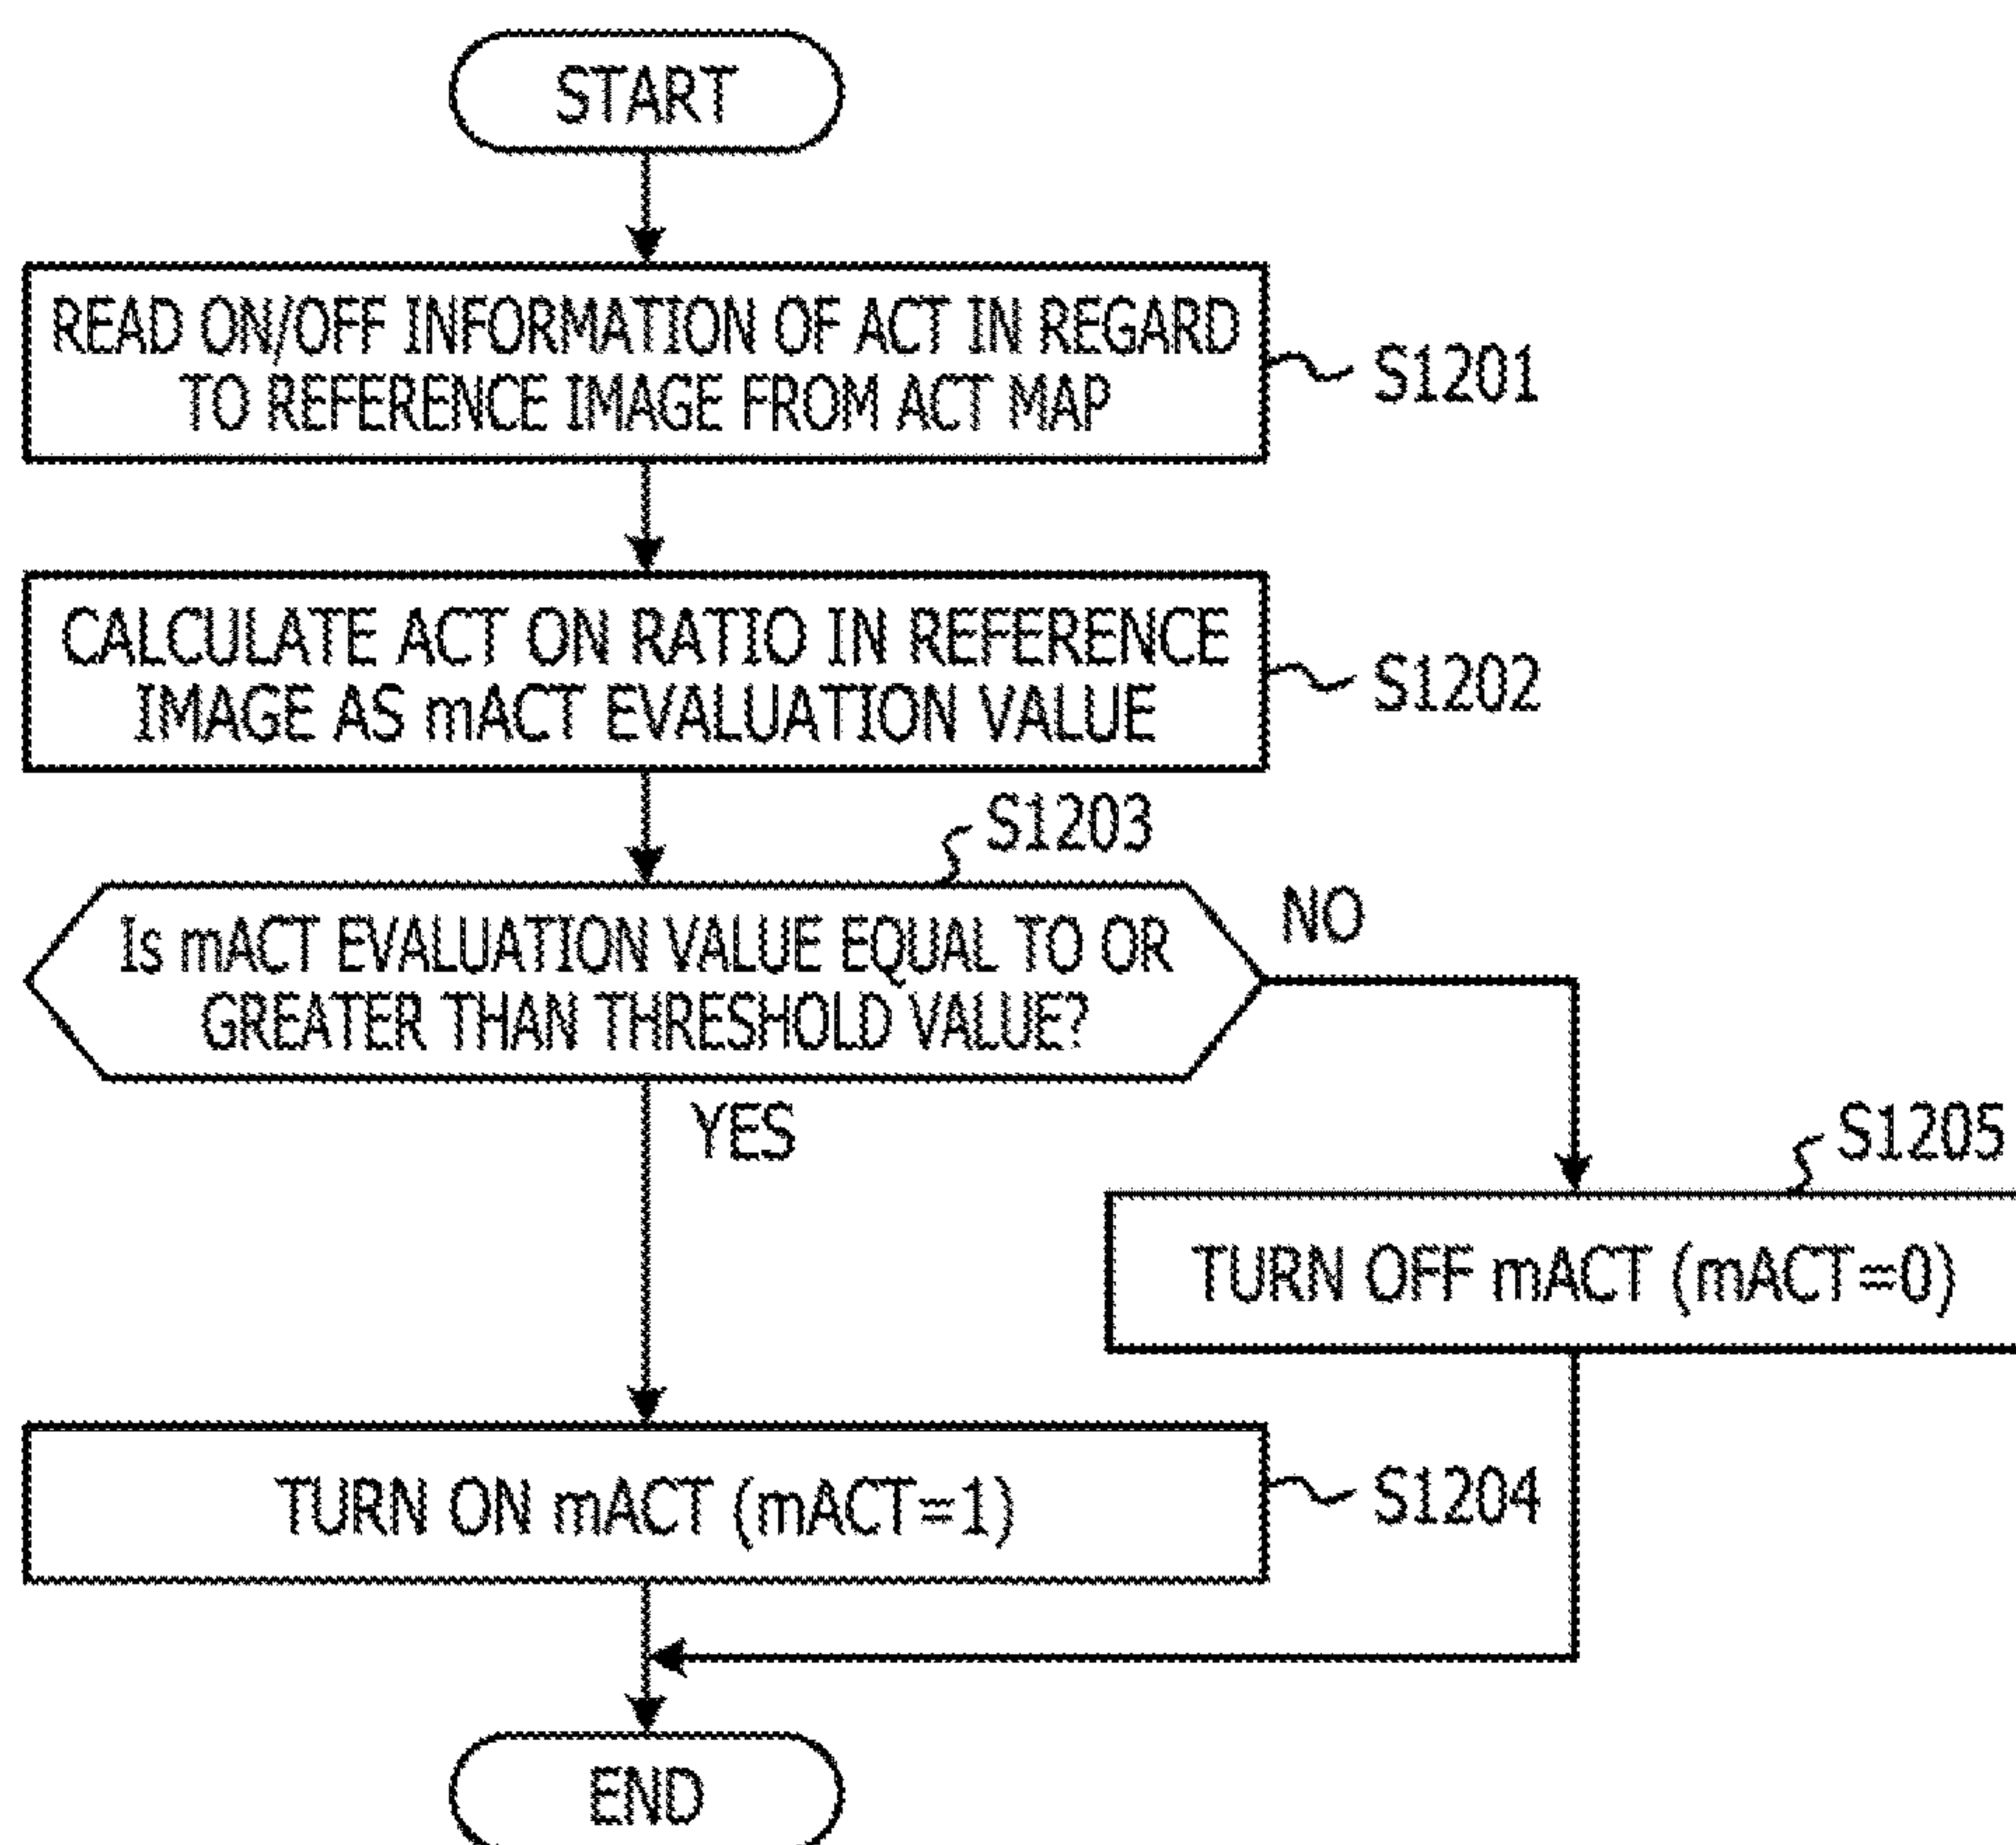 START
READ ON/OFF INFORMATION OF ACT IN REGARD
TO REFERENCE IMAGE FROM ACT MAP
S1201
CALCULATE ACT ON RATIO IN REFERENCE
IMAGE AS mACT EVALUATION VALUE
S1202
S1203
Is mACT EVALUATION VALUE EQUAL TO OR
GREATER THAN THRESHOLD VALUE?
NO
YES
S1205
TURN OFF mACT (mACT=0)
TURN ON mACT (mACT=1)
S1204
END